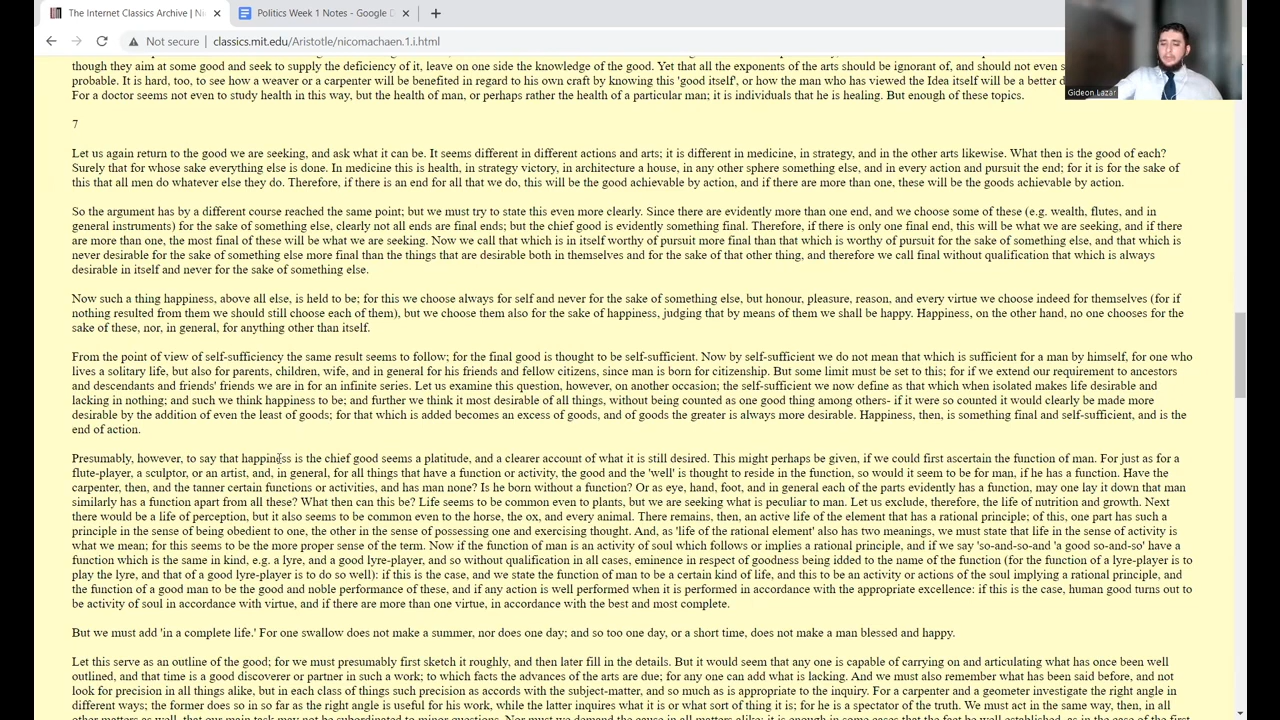 The Internet Classics Archive | Ni
Politics Week 1 Notes - Google D
Not secure
classics.mit.edu/Aristotle/nicomachaen.1.i.html
Gideon Lazar
though they aim at some good and seek to supply the deficiency of it, leave on one side the knowledge of the good. Yet that all the exponents of the arts should be ignorant of, and should not even s
probable. It is hard, too, to see how a weaver or a carpenter will be benefited in regard to his own craft by knowing this 'good itself', or how the man who has viewed the Idea itself will be a better d
For a doctor seems not even to study health in this way, but the health of man, or perhaps rather the health of a particular man; it is individuals that he is healing. But enough of these topics.
7
Let us again return to the good we are seeking, and ask what it can be. It seems different in different actions and arts; it is different in medicine, in strategy, and in the other arts likewise. What then is the good of each?
Surely that for whose sake everything else is done. In medicine this is health, in strategy victory, in architecture a house, in any other sphere something else, and in every action and pursuit the end; for it is for the sake of
this that all men do whatever else they do. Therefore, if there is an end for all that we do, this will be the good achievable by action, and if there are more than one, these will be the goods achievable by action.
So the argument has by a different course reached the same point; but we must try to state this even more clearly. Since there are evidently more than one end, and we choose some of these (e.g. wealth, flutes, and in
general instruments) for the sake of something else, clearly not all ends are final ends; but the chief good is evidently something final. Therefore, if there is only one final end, this will be what we are seeking, and if there
are more than one, the most final of these will be what we are seeking. Now we call that which is in itself worthy of pursuit more final than that which is worthy of pursuit for the sake of something else, and that which is
never desirable for the sake of something else more final than the things that are desirable both in themselves and for the sake of that other thing, and therefore we call final without qualification that which is always
desirable in itself and never for the sake of something else.
Now such a thing happiness, above all else, is held to be; for this we choose always for self and never for the sake of something else, but honour, pleasure, reason, and every virtue we choose indeed for themselves (for if
nothing resulted from them we should still choose each of them), but we choose them also for the sake of happiness, judging that by means of them we shall be happy. Happiness, on the other hand, no one chooses for the
sake of these, nor, in general, for anything other than itself.
From the point of view of self-sufficiency the same result seems to follow; for the final good is thought to be self-sufficient. Now by self-sufficient we do not mean that which is sufficient for a man by himself, for one who
lives a solitary life, but also for parents, children, wife, and in general for his friends and fellow citizens, since man is born for citizenship. But some limit must be set to this; for if we extend our requirement to ancestors
and descendants and friends' friends we are in for an infinite series. Let us examine this question, however, on another occasion; the self-sufficient we now define as that which when isolated makes life desirable and
lacking in nothing; and such we think happiness to be; and further we think it most desirable of all things, without being counted as one good thing among others- if it were so counted it would clearly be made more
desirable by the addition of even the least of goods; for that which is added becomes an excess of goods, and of goods the greater is always more desirable. Happiness, then, is something final and self-sufficient, and is the
end of action.
Presumably, however, to say that happiness is the chief good seems a platitude, and a clearer account of what it is still desired. This might perhaps be given, if we could first ascertain the function of man. For just as for a
flute-player, a sculptor, or an artist, and, in general, for all things that have a function or activity, the good and the 'well' is thought to reside in the function, so would it seem to be for man, if he has a function. Have the
carpenter, then, and the tanner certain functions or activities, and has man none? Is he born without a function? Or as eye, hand, foot, and in general each of the parts evidently has a function, may one lay it down that man
similarly has a function apart from all these? What then can this be? Life seems to be common even to plants, but we are seeking what is peculiar to man. Let us exclude, therefore, the life of nutrition and growth. Next
there would be a life of perception, but it also seems to be common even to the horse, the ox, and every animal. There remains, then, an active life of the element that has a rational principle; of this, one part has such a
principle in the sense of being obedient to one, the other in the sense of possessing one and exercising thought. And, as 'life of the rational element' also has two meanings, we must state that life in the sense of activity is
what we mean; for this seems to be the more proper sense of the term. Now if the function of man is an activity of soul which follows or implies a rational principle, and if we say 'so-and-so-and 'a good so-and-so' have a
function which is the same in kind, e.g. a lyre, and a good lyre-player, and so without qualification in all cases, eminence in respect of goodness being idded to the name of the function (for the function of a lyre-player is to
play the lyre, and that of a good lyre-player is to do so well): if this is the case, and we state the function of man to be a certain kind of life, and this to be an activity or actions of the soul implying a rational principle, and
the function of a good man to be the good and noble performance of these, and if any action is well performed when it is performed in accordance with the appropriate excellence: if this is the case, human good turns out to
be activity of soul in accordance with virtue, and if there are more than one virtue, in accordance with the best and most complete.
But we must add 'in a complete life.' For one swallow does not make a summer, nor does one day; and so too one day, or a short time, does not make a man blessed and happy.
Let this serve as an outline of the good; for we must presumably first sketch it roughly, and then later fill in the details. But it would seem that any one is capable of carrying on and articulating what has once been well
outlined, and that time is a good discoverer or partner in such a work; to which facts the advances of the arts are due; for any one can add what is lacking. And we must also remember what has been said before, and not
look for precision in all things alike, but in each class of things such precision as accords with the subject-matter, and so much as is appropriate to the inquiry. For a carpenter and a geometer investigate the right angle in
different ways; the former does so in so far as the right angle is useful for his work, while the latter inquires what it is or what sort of thing it is; for he is a spectator of the truth. We must act in the same way, then, in all
other matters as well, that our main task may not be subordinated to minor questions. Nor must we demand the cause in all matters alike; it is enough in some cases that the fact be well established, as in the case of the first